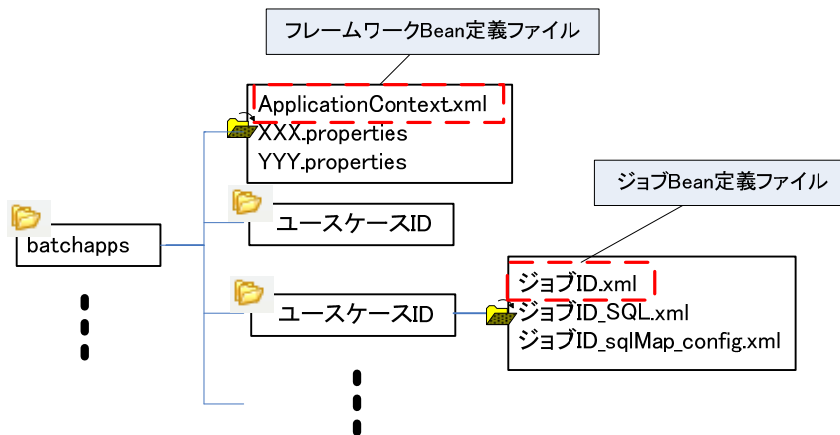 フレームワークBean定義ファイル
ApplicationContext.xml
XXX.properties
YYY.properties
ジョブBean定義ファイル
ユースケースID
batchapps
ユースケースID
ジョブID.xml
ジョブID_SQL.xml
ジョブID_sqlMap_config.xml